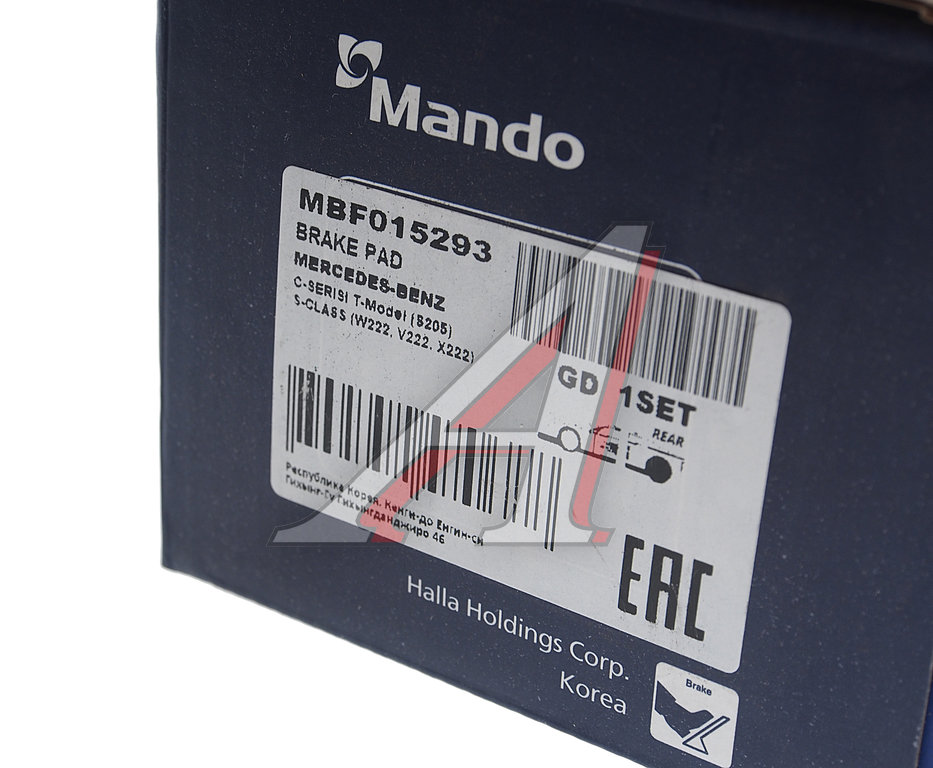 Mando
MBF015293
BRAKE PAD
MERCEDES-BENZ
C-SERISI T-Model (S205)
S-CLASS (W222, V222, X222)
GD 1SET
REAR
Республика Корея, Кенги-до Енгин-си
Гихынг-Гу Гихынгданджиро 46
EAC
Halla Holdings Corp.
Korea
Brake